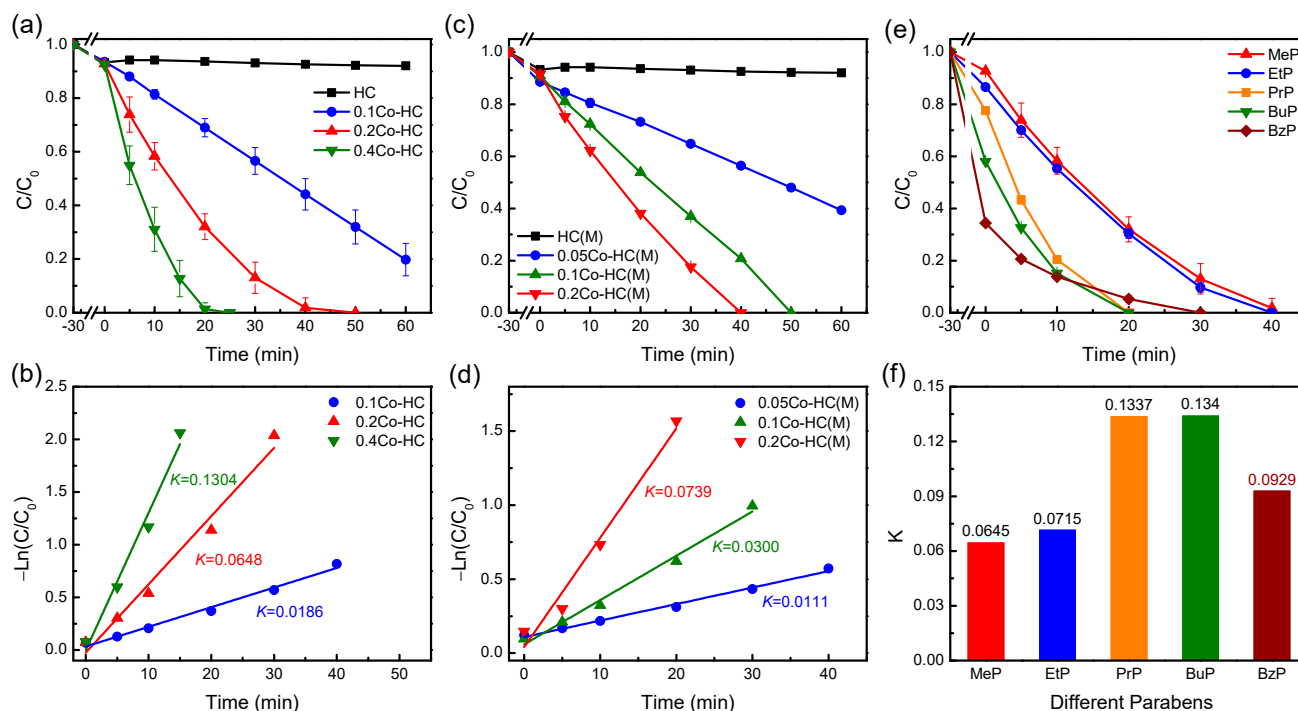 (a)
1.0
0.8
0.6
0.4
0.2
0.0
C/C0
HC
0.1Co-HC
0.2Co-HC
0.4Co-HC
-30 0 10 20 30 40 50 60
Time (min)
(c)
1.0
0.8
0.6
0.4
0.2
0.0
C/C0
HC(M)
0.05Co-HC(M)
0.1Co-HC(M)
0.2Co-HC(M)
-30 0 10 20 30 40 50 60
Time (min)
(e)
1.0
0.8
0.6
0.4
0.2
0.0
C/C0
MeP
EtP
PrP
BuP
BzP
-30 0 10 20 30 40
Time (min)
(b)
2.5
2.0
1.5
1.0
0.5
0.0
−Ln(C/C0)
0.1Co-HC
0.2Co-HC
0.4Co-HC
K=0.1304
K=0.0648
K=0.0186
0 10 20 30 40 50
Time (min)
(d)
1.5
1.0
0.5
0.0
−Ln(C/C0)
0.05Co-HC(M)
0.1Co-HC(M)
0.2Co-HC(M)
K=0.0739
K=0.0300
K=0.0111
0 10 20 30 40
Time (min)
(f)
0.15
0.12
0.09
0.06
0.03
0.00
K
0.0645
0.0715
0.1337
0.134
0.0929
MeP EtP PrP BuP BzP
Different Parabens